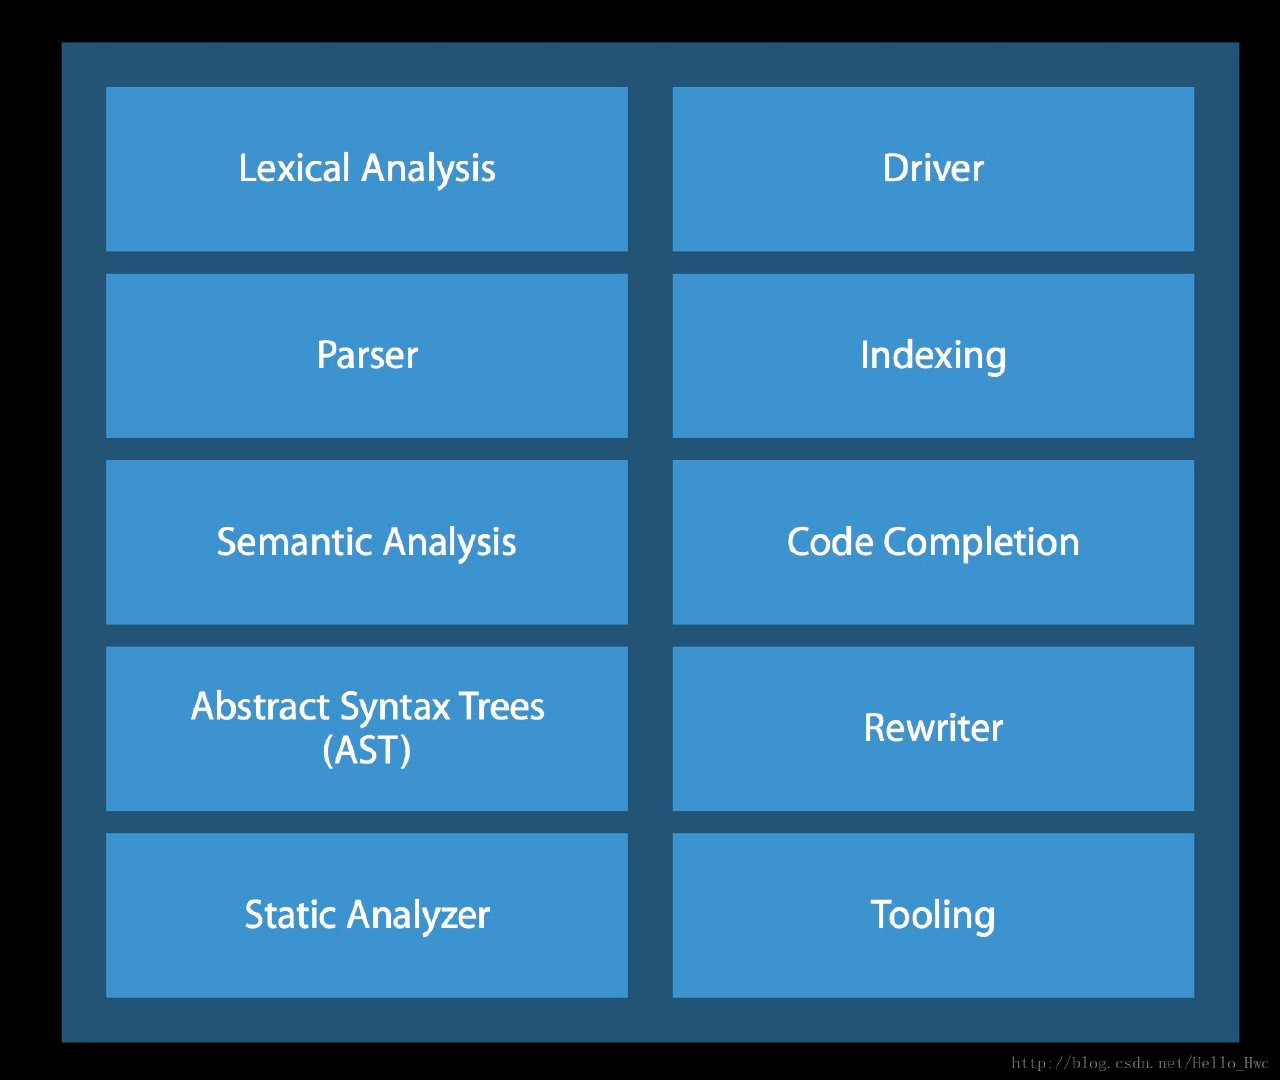 Lexical Analysis
Driver
Parser
Indexing
Semantic Analysis
Code Completion
Abstract Syntax Trees
(AST)
Rewriter
Static Analyzer
Tooling
http://blog.csdn.net/Hello_Hwc